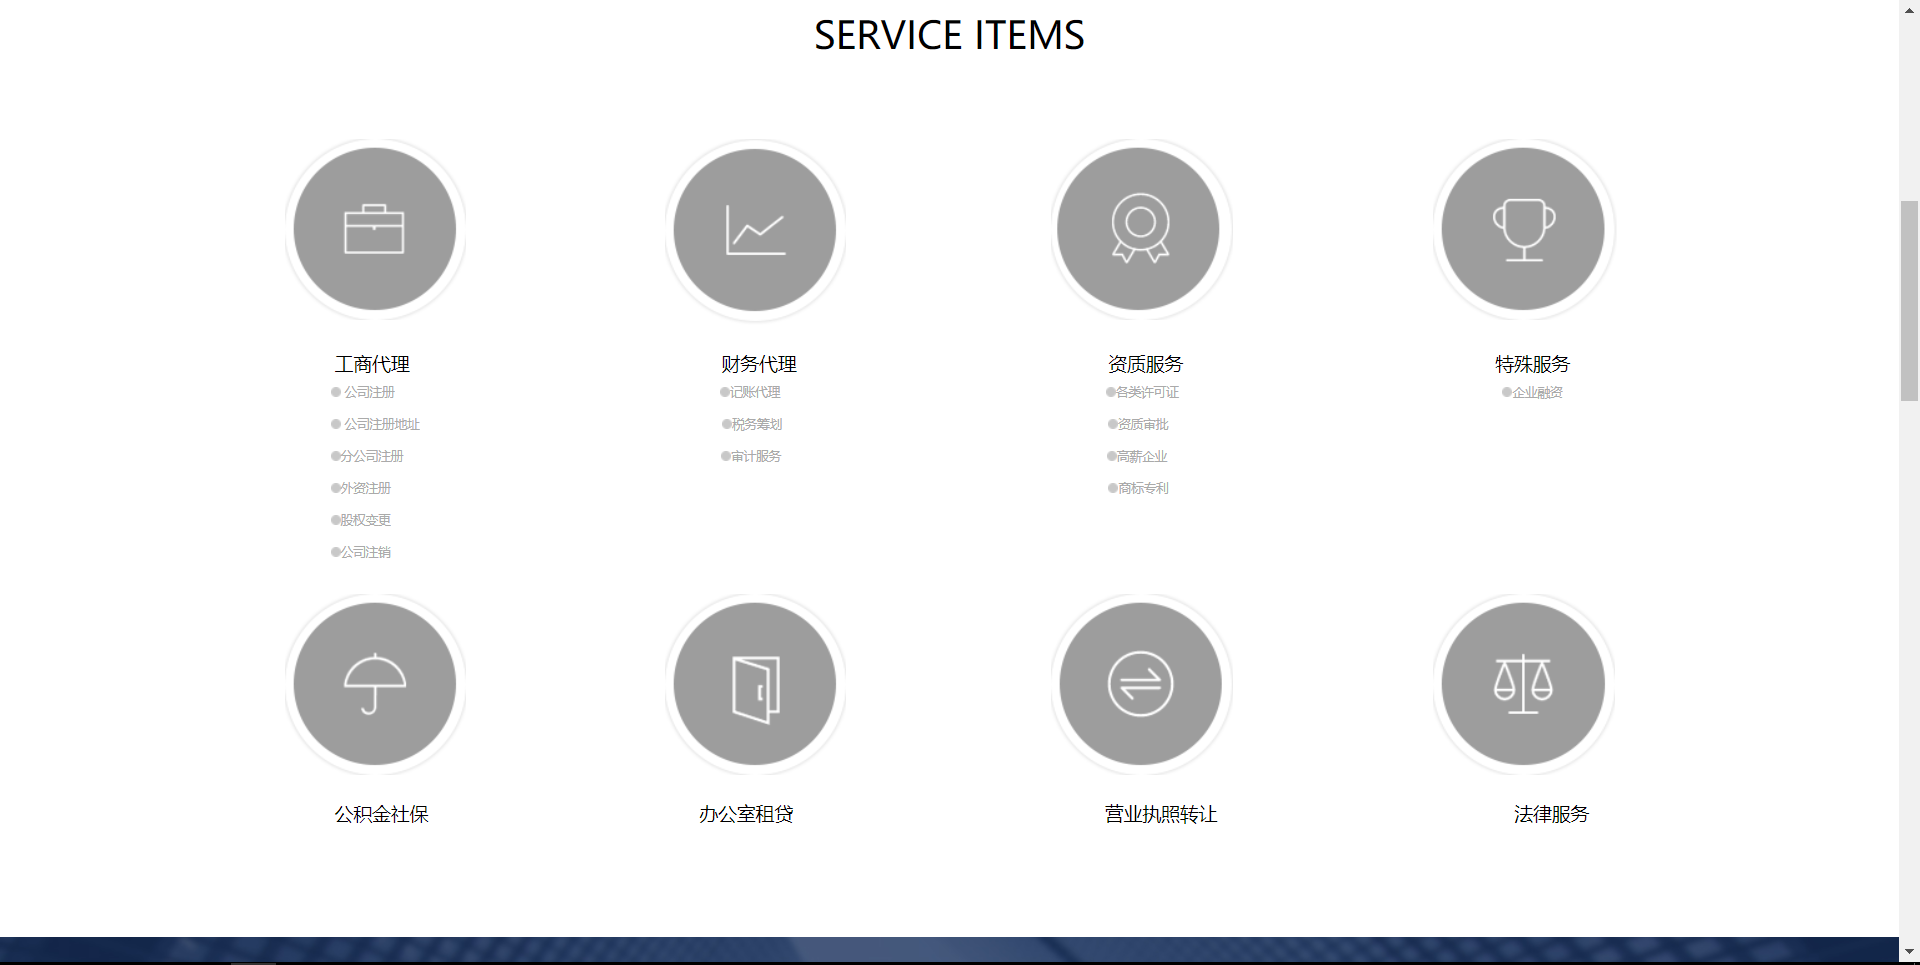 SERVICE ITEMS
工商代理
公司注册
公司注册地址
分公司注册
外资注册
股权变更
公司注销
财务代理
记账代理
税务筹划
审计服务
资质服务
各类许可证
资质审批
高薪企业
商标专利
特殊服务
企业融资
公积金社保
办公室租贷
营业执照转让
法律服务